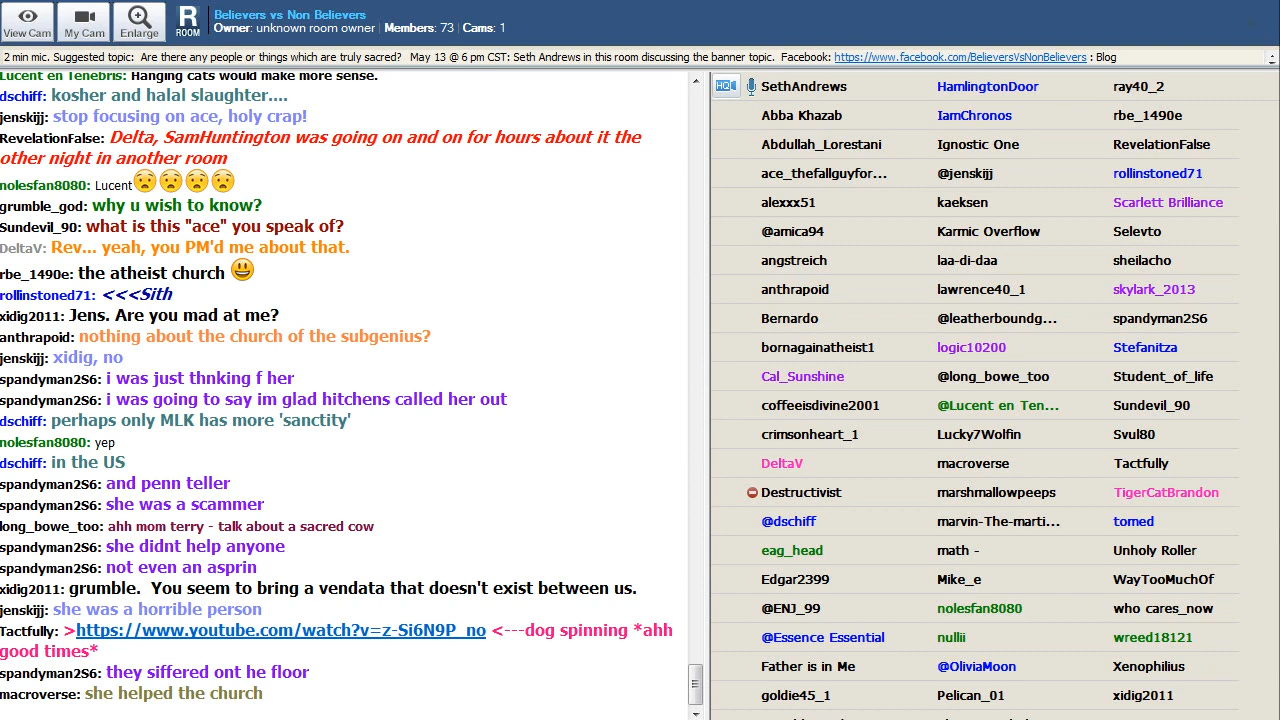 Believers vs Non Believers
View Cam My Cam Enlarge R ROOM Owner: unknown room owner | Members: 73 | Cams: 1
2 min mic. Suggested topic: Are there any people or things which are truly sacred? May 13 @ 6 pm CST: Seth Andrews in this room discussing the banner topic. Facebook: https://www.facebook.com/BelieversVsNonBelievers : Blog
Lucent en Tenebris: Hanging cats would make more sense.
dschiff: kosher and halal slaughter....
jenskijj: stop focusing on ace, holy crap!
RevelationFalse: Delta, SamHuntington was going on and on for hours about it the
other night in another room
nolesfan8080: Lucent
grumble_god: why u wish to know?
Sundevil_90: what is this "ace" you speak of?
DeltaV: Rev... yeah, you PM'd me about that.
rbe_1490e: the atheist church
rollinstoned71: <<<Sith
xidig2011: Jens. Are you mad at me?
anthrapoid: nothing about the church of the subgenius?
jenskijj: xidig, no
spandyman2S6: i was just thnking f her
spandyman2S6: i was going to say im glad hitchens called her out
dschiff: perhaps only MLK has more 'sanctity'
nolesfan8080: yep
dschiff: in the US
spandyman2S6: and penn teller
spandyman2S6: she was a scammer
long_bowe_too: ahh mom terry - talk about a sacred cow
spandyman2S6: she didnt help anyone
spandyman2S6: not even an asprin
xidig2011: grumble. You seem to bring a vendata that doesn't exist between us.
jenskijj: she was a horrible person
Tactfully: >https://www.youtube.com/watch?v=z-Si6N9P_no <---dog spinning *ahh
good times*
spandyman2S6: they siffered ont he floor
macroverse: she helped the church
HQ SethAndrews HamlingtonDoor ray40_2
Abba Khazab IamChronos rbe_1490e
Abdullah_Lorestani Ignostic One RevelationFalse
ace_thefallguyfor... @jenskijj rollinstoned71
alexxx51 kaeksen Scarlett Brilliance
@amica94 Karmic Overflow Selevto
angstreich laa-di-daa sheilacho
anthrapoid lawrence40_1 skylark_2013
Bernardo @leatherboundg... spandyman2S6
bornagainatheist1 logic10200 Stefanitza
Cal_Sunshine @long_bowe_too Student_of_life
coffeeisdivine2001 @Lucent en Ten... Sundevil_90
crimsonheart_1 Lucky7Wolfin Svul80
DeltaV macroverse Tactfully
Destructivist marshmallowpeeps TigerCatBrandon
@dschiff marvin-The-marti... tomed
eag_head math - Unholy Roller
Edgar2399 Mike_e WayTooMuchOf
@ENJ_99 nolesfan8080 who cares_now
@Essence Essential nullii wreed18121
Father is in Me @OliviaMoon Xenophilius
goldie45_1 Pelican_01 xidig2011